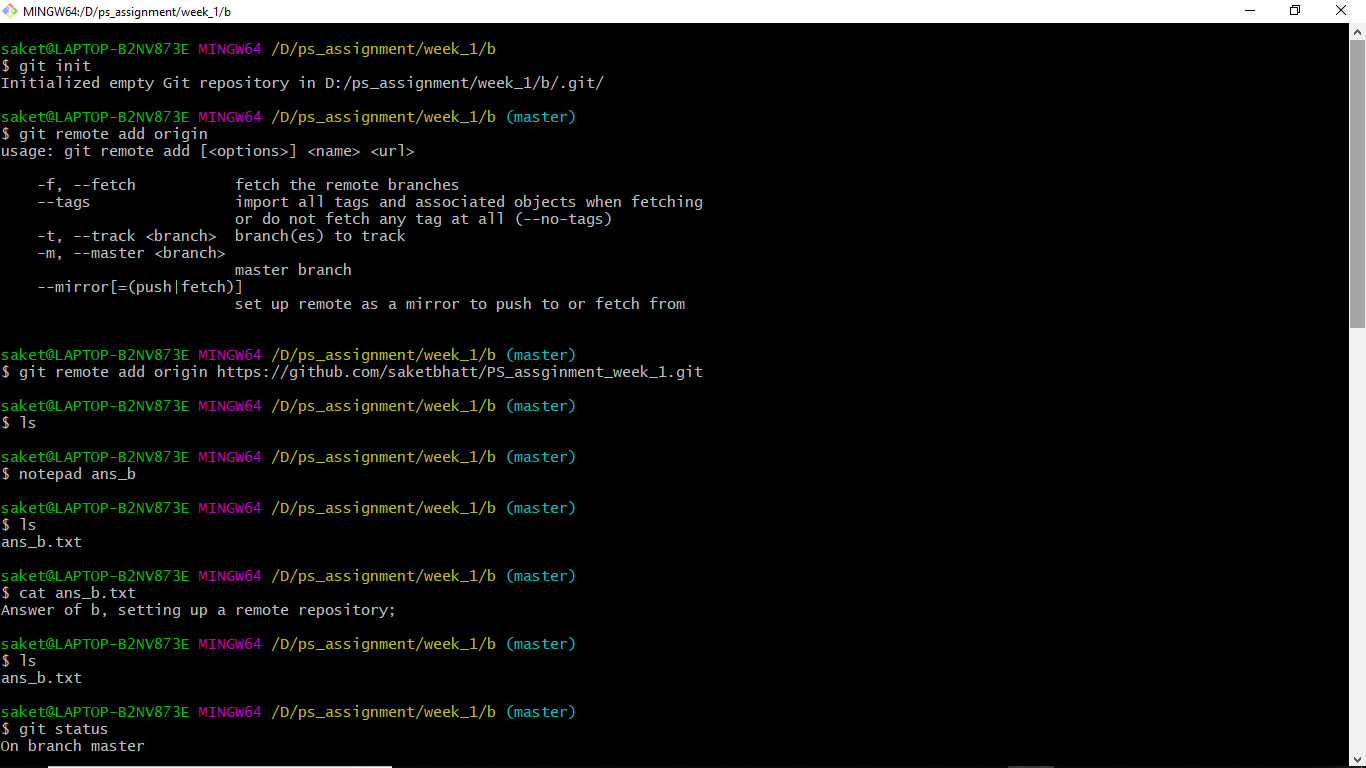 MINGW64:/D/ps_assignment/week_1/b
saket@LAPTOP-B2NV873E MINGW64 /D/ps_assignment/week_1/b
$ git init
Initialized empty Git repository in D:/ps_assignment/week_1/b/.git/
saket@LAPTOP-B2NV873E MINGW64 /D/ps_assignment/week_1/b (master)
$ git remote add origin
usage: git remote add [<options>] <name> <url>
-f, --fetch fetch the remote branches
--tags import all tags and associated objects when fetching
or do not fetch any tag at all (--no-tags)
-t, --track <branch> branch(es) to track
-m, --master <branch>
master branch
--mirror[=(push|fetch)]
set up remote as a mirror to push to or fetch from
saket@LAPTOP-B2NV873E MINGW64 /D/ps_assignment/week_1/b (master)
$ git remote add origin https://github.com/saketbhatt/PS_assginment_week_1.git
saket@LAPTOP-B2NV873E MINGW64 /D/ps_assignment/week_1/b (master)
$ ls
saket@LAPTOP-B2NV873E MINGW64 /D/ps_assignment/week_1/b (master)
$ notepad ans_b
saket@LAPTOP-B2NV873E MINGW64 /D/ps_assignment/week_1/b (master)
$ ls
ans_b.txt
saket@LAPTOP-B2NV873E MINGW64 /D/ps_assignment/week_1/b (master)
$ cat ans_b.txt
Answer of b, setting up a remote repository;
saket@LAPTOP-B2NV873E MINGW64 /D/ps_assignment/week_1/b (master)
$ ls
ans_b.txt
saket@LAPTOP-B2NV873E MINGW64 /D/ps_assignment/week_1/b (master)
$ git status
On branch master